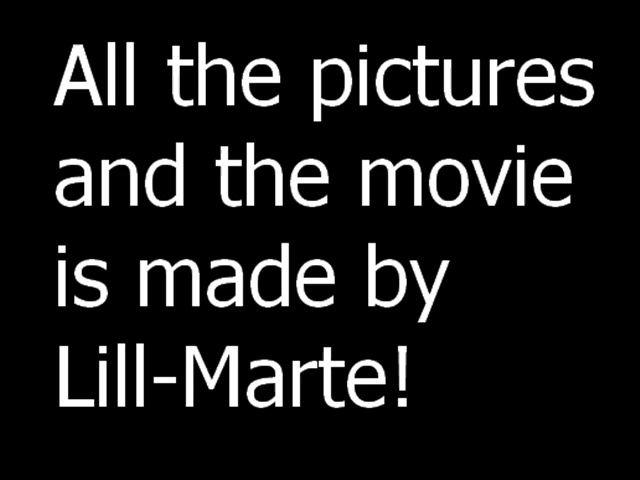 All the pictures
and the movie
is made by
Lill-Marte!